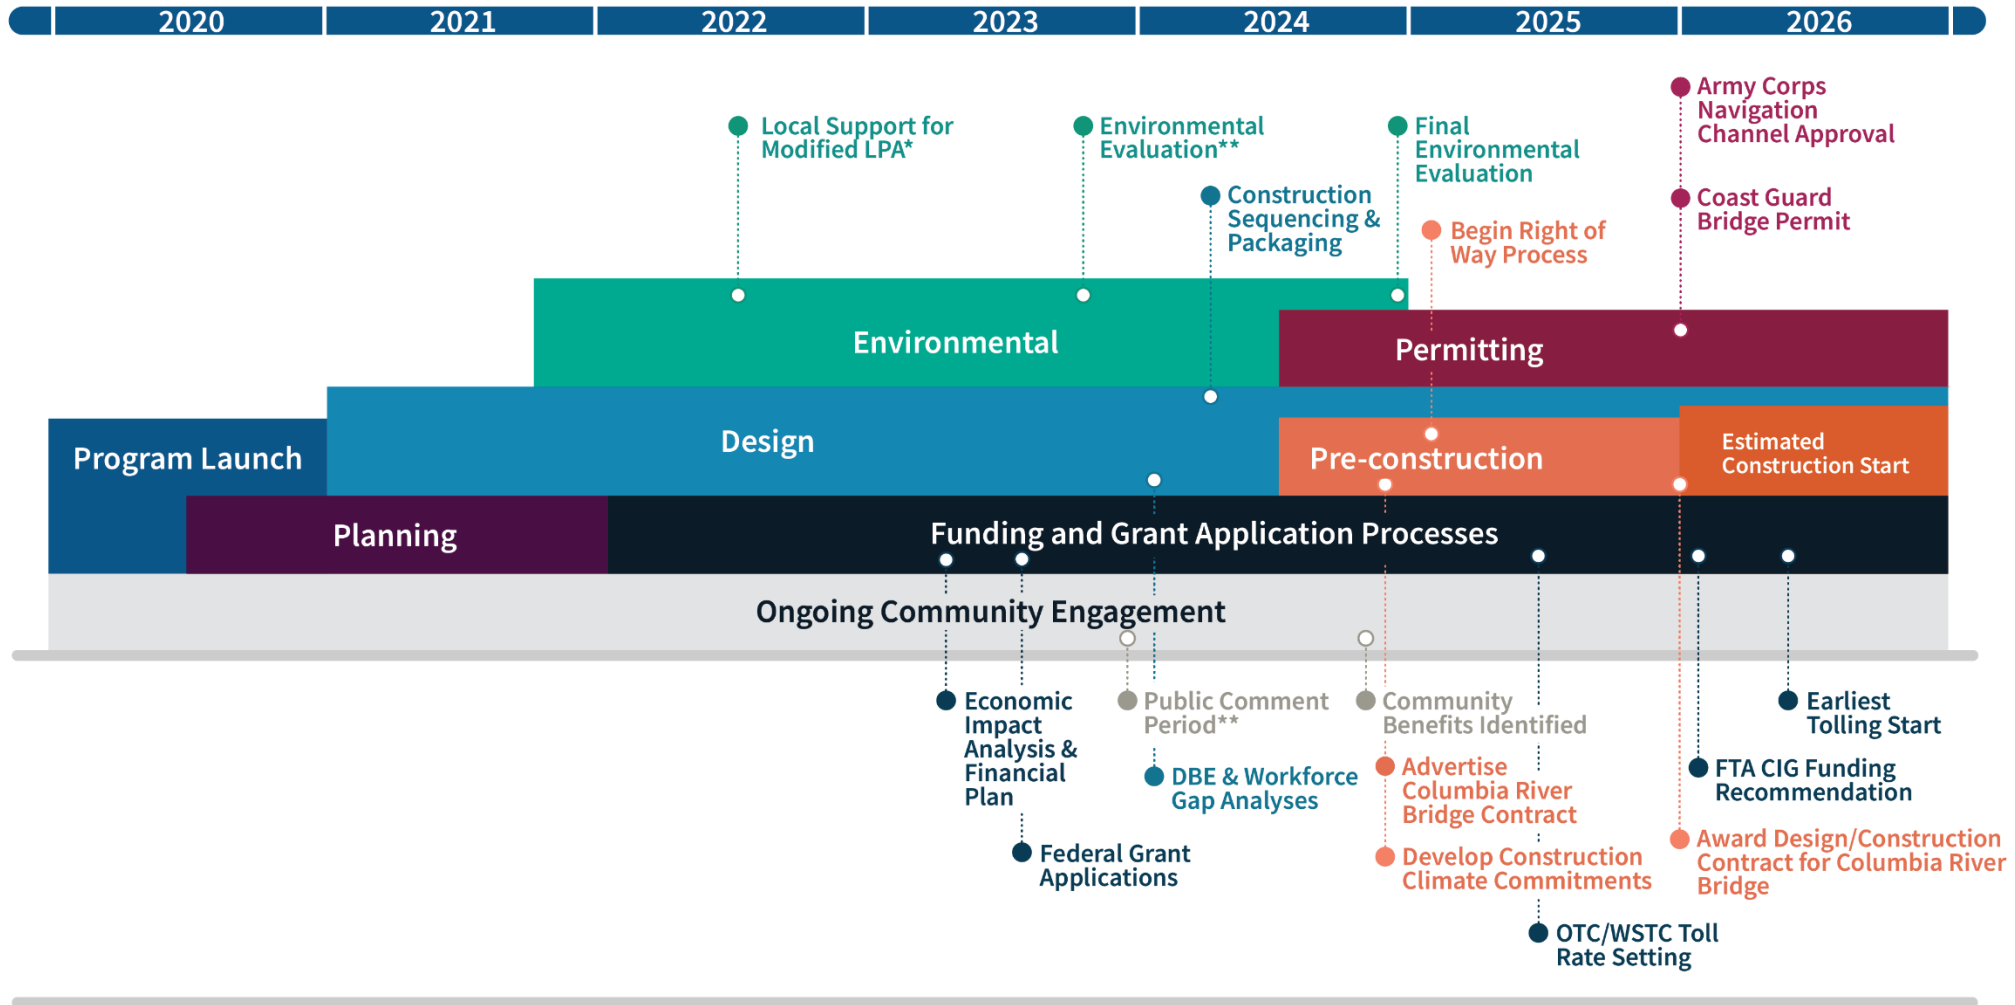 2020
2021
2022
2023
2024
2025
2026
Army Corps
Navigation
Channel Approval
Local Support for
Modified LPA*
Environmental
Evaluation**
Final
Environmental
Evaluation
Construction
Sequencing &
Packaging
Coast Guard
Bridge Permit
Begin Right of
Way Process
Environmental
Permitting
Program Launch
Design
Pre-construction
Estimated
Construction Start
Planning
Funding and Grant Application Processes
Ongoing Community Engagement
Economic
Impact
Analysis &
Financial
Plan
Public Comment
Period**
Community
Benefits Identified
Earliest
Tolling Start
DBE & Workforce
Gap Analyses
Advertise
Columbia River
Bridge Contract
FTA CIG Funding
Recommendation
Federal Grant
Applications
Develop Construction
Climate Commitments
Award Design/Construction
Contract for Columbia River
Bridge
OTC/WSTC Toll
Rate Setting